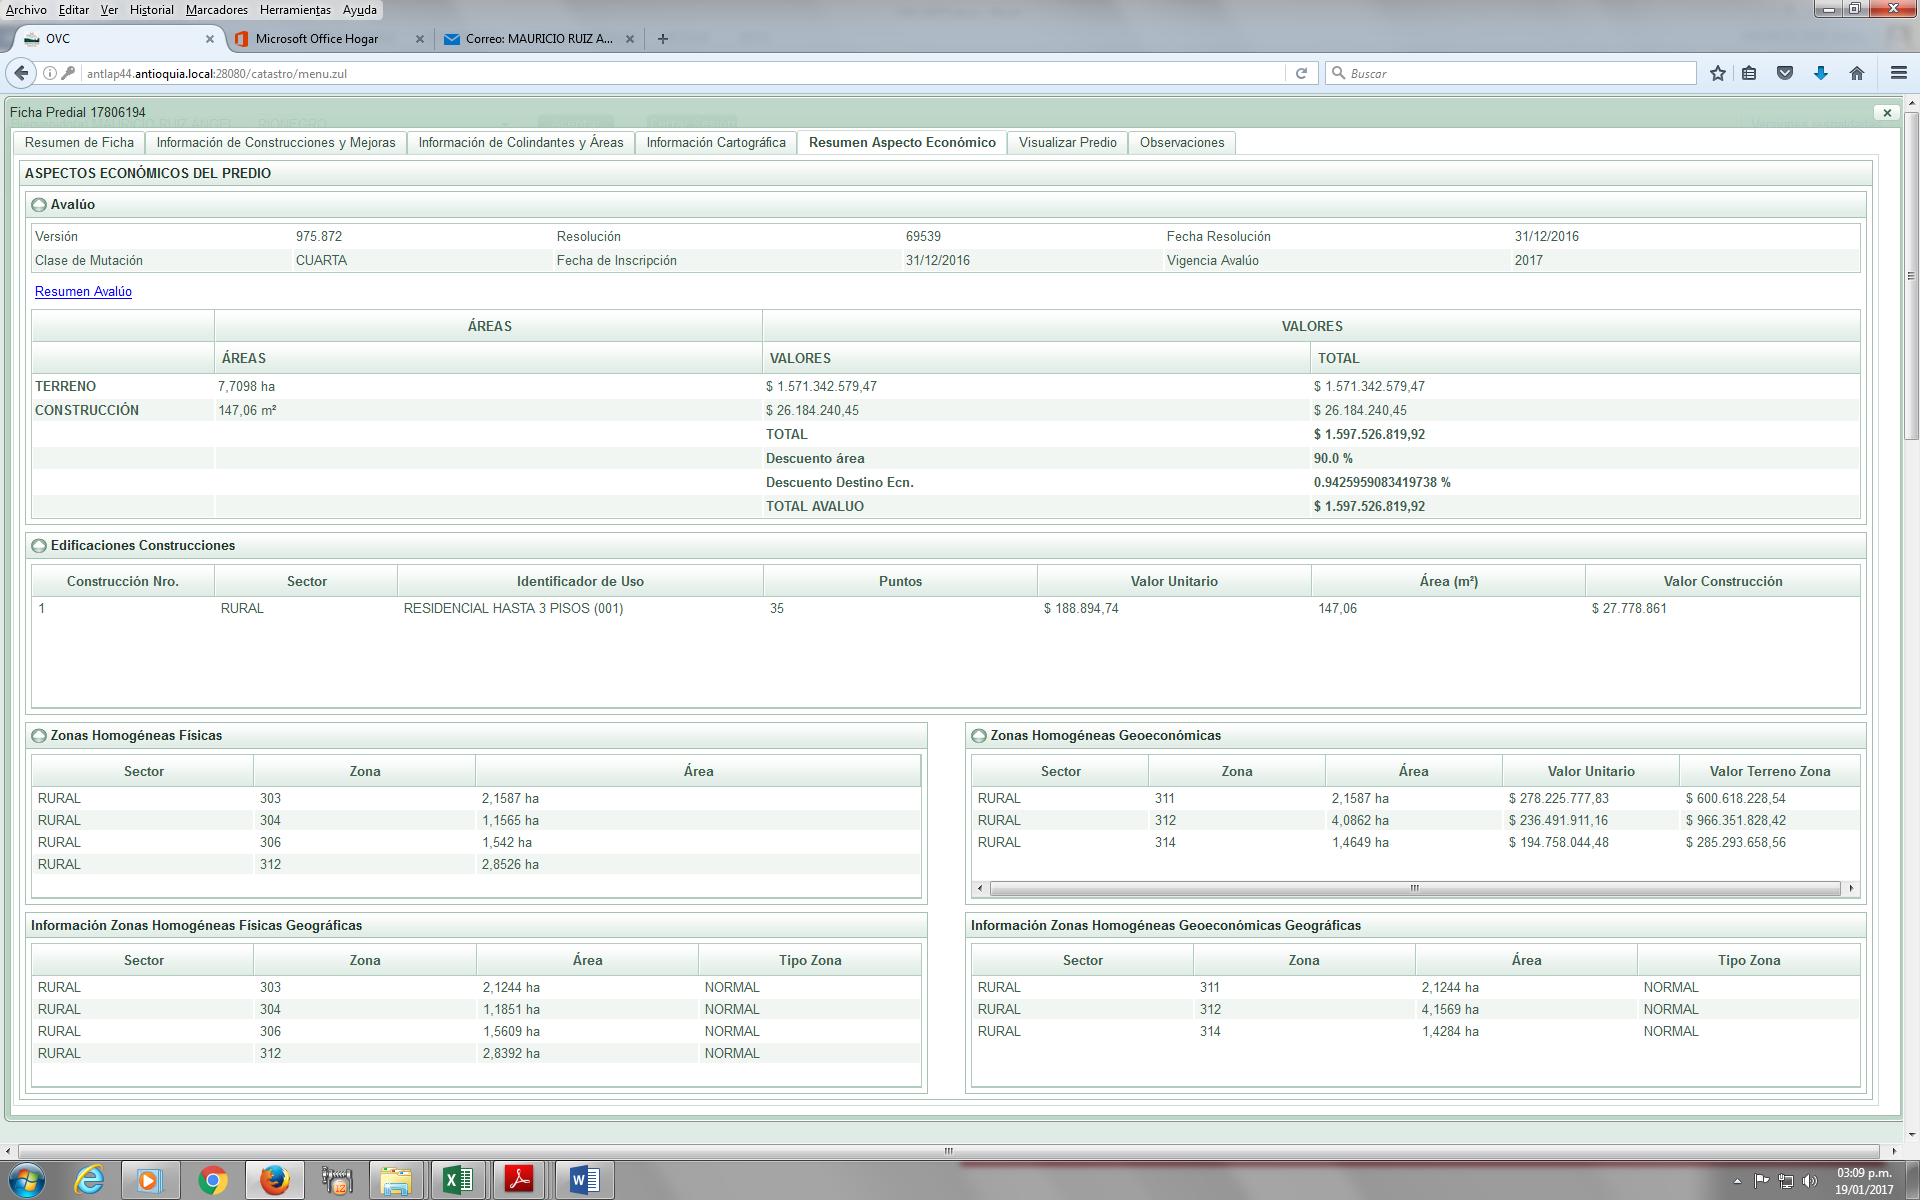 Archivo Editar Ver Historial Marcadores Herramientas Ayuda
OVC
Microsoft Office Hogar
Correo: MAURICIO RUIZ A...
antlap44.antioquia.local:28080/catastro/menu.zul
Buscar
Ficha Predial 17806194
Resumen de Ficha Información de Construcciones y Mejoras Información de Colindantes y Áreas Información Cartográfica Resumen Aspecto Económico Visualizar Predio Observaciones
ASPECTOS ECONÓMICOS DEL PREDIO
Avalúo
Versión 975.872 Resolución 69539 Fecha Resolución 31/12/2016
Clase de Mutación CUARTA Fecha de Inscripción 31/12/2016 Vigencia Avalúo 2017
Resumen Avalúo
ÁREAS VALORES
ÁREAS VALORES TOTAL
TERRENO 7,7098 ha $ 1.571.342.579,47 $ 1.571.342.579,47
CONSTRUCCIÓN 147,06 m² $ 26.184.240,45 $ 26.184.240,45
TOTAL $ 1.597.526.819,92
Descuento área 90.0 %
Descuento Destino Ecn. 0.9425959083419738 %
TOTAL AVALUO $ 1.597.526.819,92
Edificaciones Construcciones
Construcción Nro. Sector Identificador de Uso Puntos Valor Unitario Área (m²) Valor Construcción
1 RURAL RESIDENCIAL HASTA 3 PISOS (001) 35 $ 188.894,74 147,06 $ 27.778.861
Zonas Homogéneas Físicas
Sector Zona Área
RURAL 303 2,1587 ha
RURAL 304 1,1565 ha
RURAL 306 1,542 ha
RURAL 312 2,8526 ha
Zonas Homogéneas Geoeconómicas
Sector Zona Área Valor Unitario Valor Terreno Zona
RURAL 311 2,1587 ha $ 278.225.777,83 $ 600.618.228,54
RURAL 312 4,0862 ha $ 236.491.911,16 $ 966.351.828,42
RURAL 314 1,4649 ha $ 194.758.044,48 $ 285.293.658,56
Información Zonas Homogéneas Físicas Geográficas
Sector Zona Área Tipo Zona
RURAL 303 2,1244 ha NORMAL
RURAL 304 1,1851 ha NORMAL
RURAL 306 1,5609 ha NORMAL
RURAL 312 2,8392 ha NORMAL
Información Zonas Homogéneas Geoeconómicas Geográficas
Sector Zona Área Tipo Zona
RURAL 311 2,1244 ha NORMAL
RURAL 312 4,1569 ha NORMAL
RURAL 314 1,4284 ha NORMAL
03:09 p.m.
19/01/2017